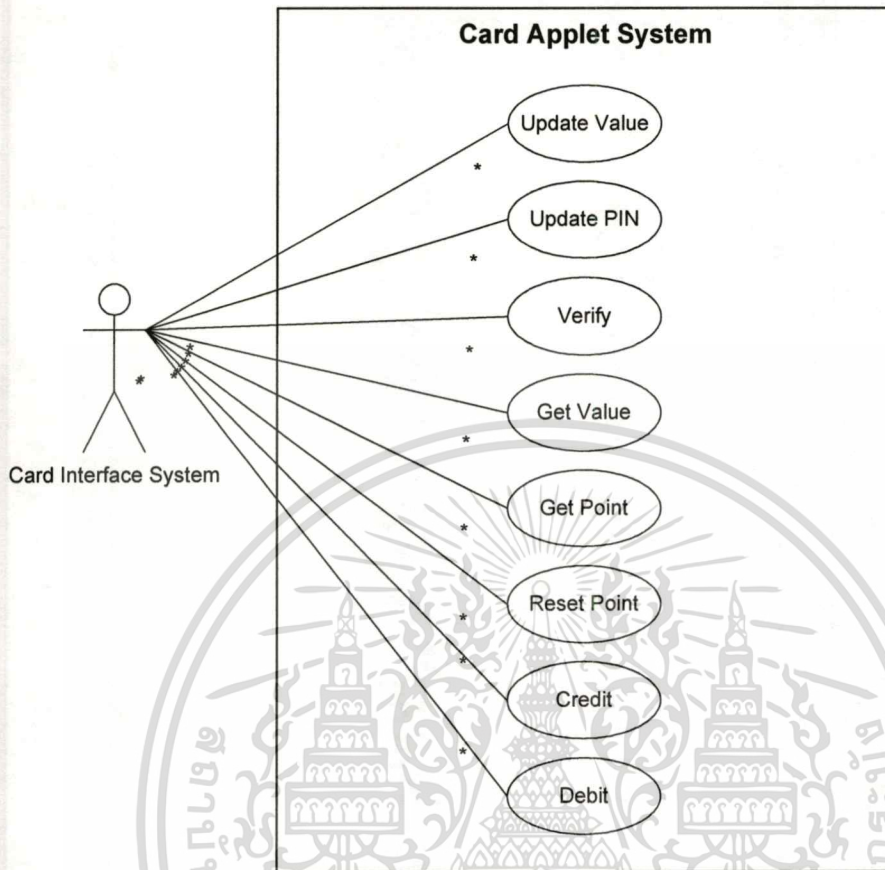 Card Applet System
Update Value
*
Update PIN
*
Verify
*
Get Value
*
Get Point
*
Reset Point
*
*
Credit
*
Debit
Card Interface System